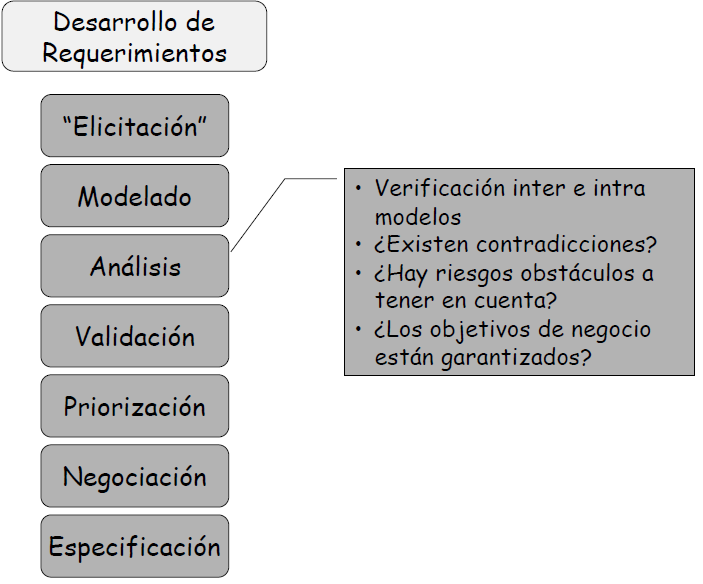 Desarrollo de
Requerimientos
“Elicitación”
Modelado
Análisis
Validación
Priorización
Negociación
Especificación
• Verificación inter e intra
modelos
• ¿Existen contradicciones?
• ¿Hay riesgos obstáculos a
tener en cuenta?
• ¿Los objetivos de negocio
están garantizados?